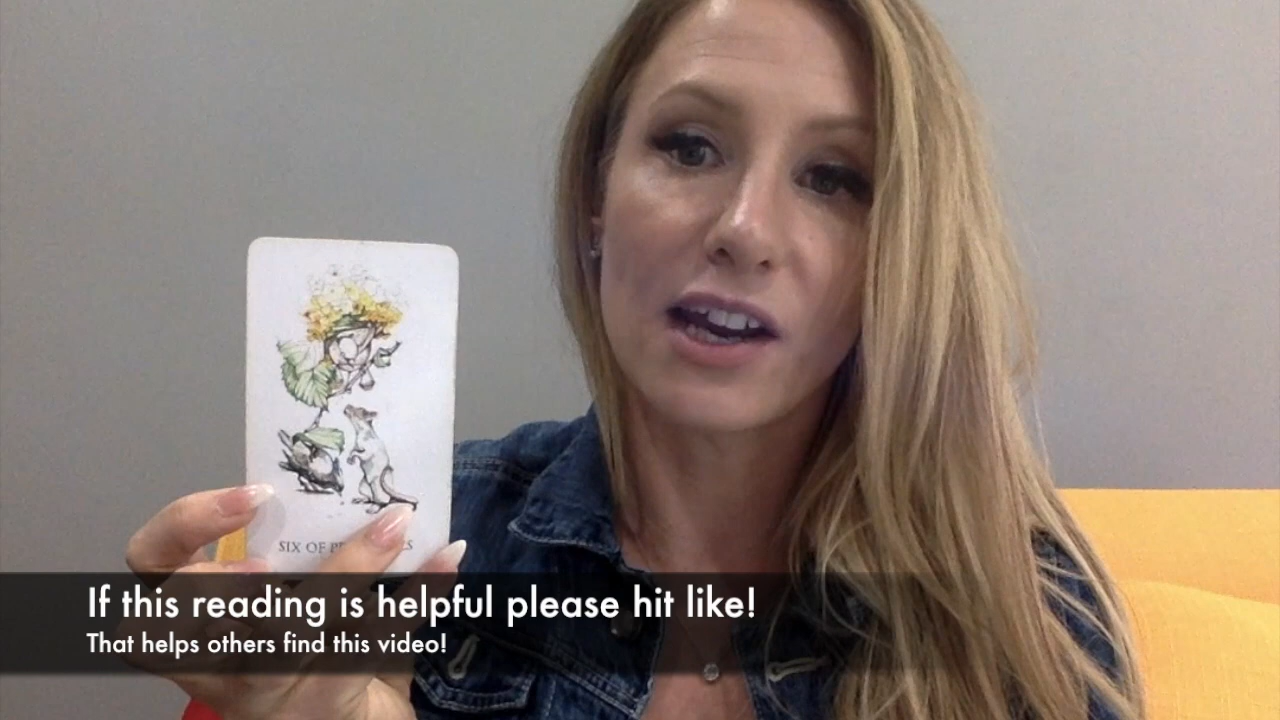 SIX OF
If this reading is helpful please hit like!
That helps others find this video!